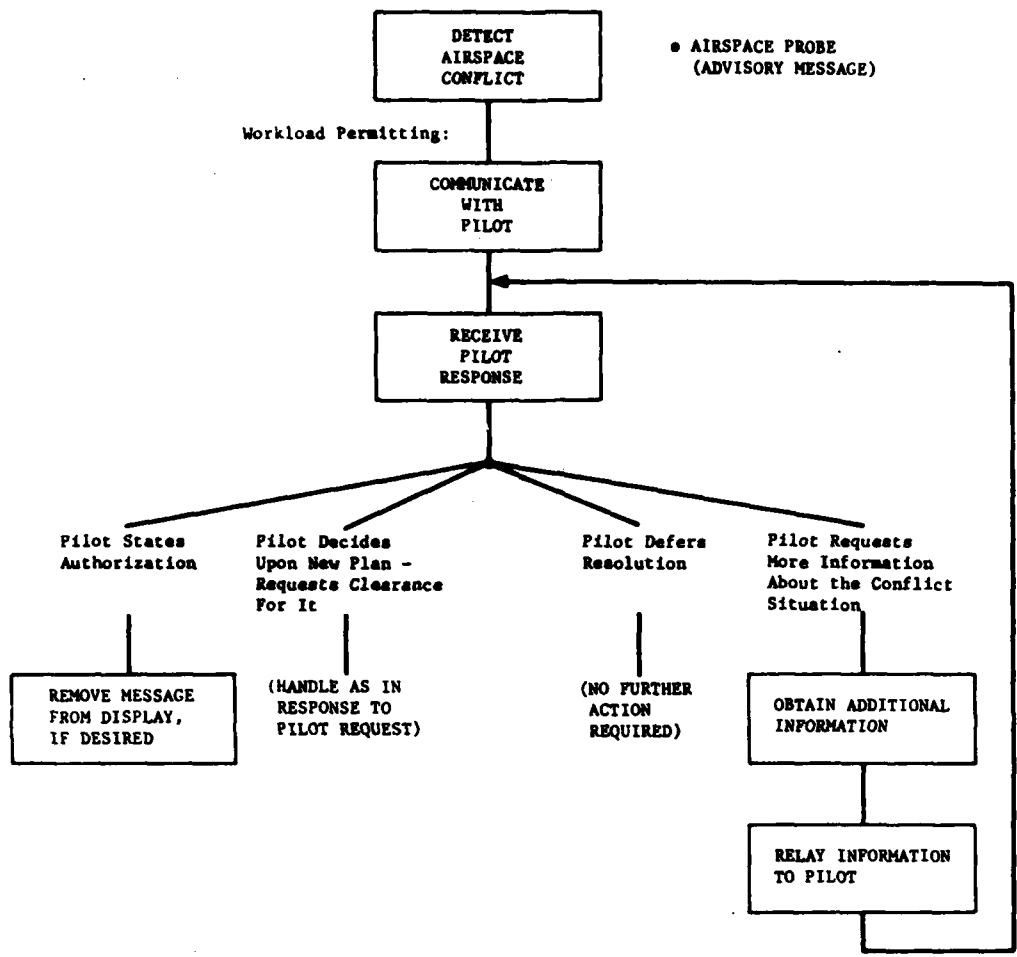 DETECT
AIRSPACE
CONFLICT
• AIRSPACE PROBE
(ADVISORY MESSAGE)
Workload Permitting:
COMMUNICATE
WITH
PILOT
RECEIVE
PILOT
RESPONSE
Pilot States
Authorization
Pilot Decides
Upon New Plan -
Requests Clearance
For It
Pilot Defers
Resolution
Pilot Requests
More Information
About the Conflict
Situation
REMOVE MESSAGE
FROM DISPLAY,
IF DESIRED
(HANDLE AS IN
RESPONSE TO
PILOT REQUEST)
(NO FURTHER
ACTION
REQUIRED)
OBTAIN ADDITIONAL
INFORMATION
RELAY INFORMATION
TO PILOT